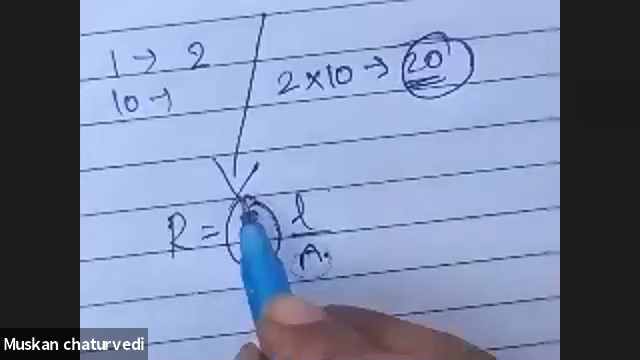 1 → 2
10 →
2 × 10 → 20
R = l / A
Muskan chaturvedi